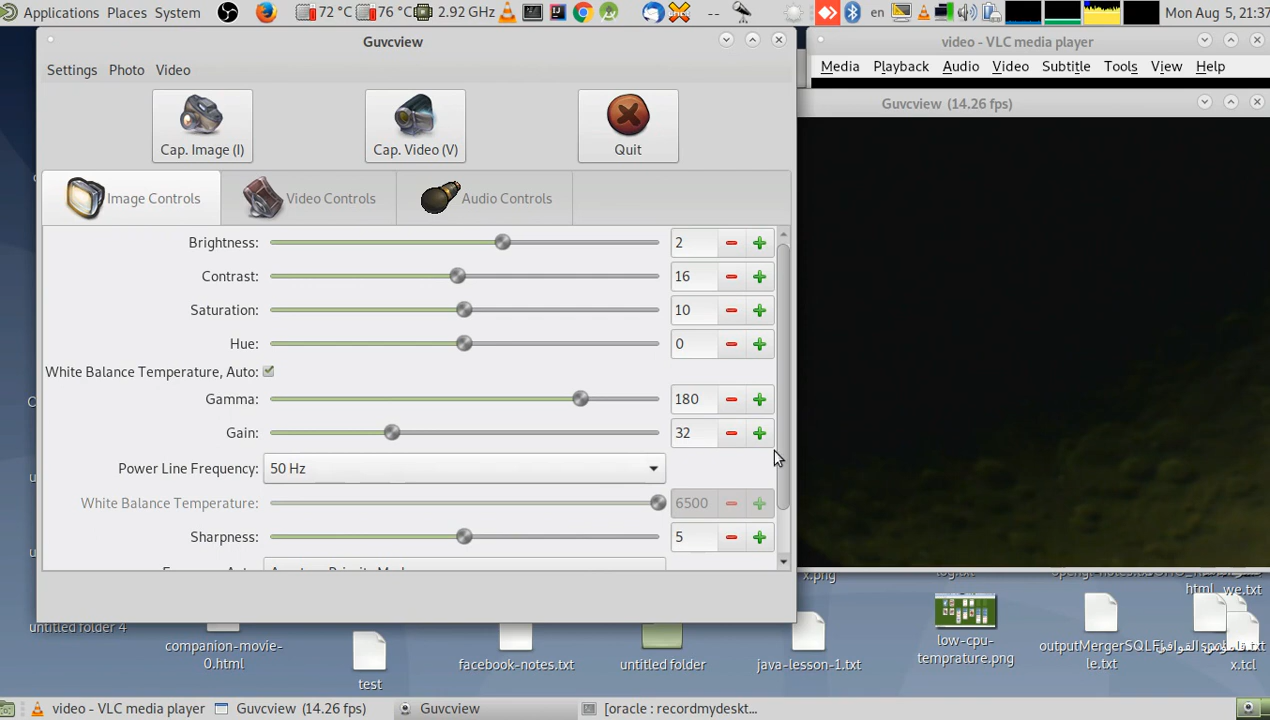 Applications Places System 72 °C 76 °C 2.92 GHz -- en Mon Aug 5, 21:37
Guvcview
Settings Photo Video
Cap. Image (I) Cap. Video (V) Quit
Image Controls Video Controls Audio Controls
Brightness: 2
Contrast: 16
Saturation: 10
Hue: 0
White Balance Temperature, Auto:
Gamma: 180
Gain: 32
Power Line Frequency: 50 Hz
White Balance Temperature: 6500
Sharpness: 5
video - VLC media player
Media Playback Audio Video Subtitle Tools View Help
Guvcview (14.26 fps)
x.png
untitled folder 4
companion-movie-0.html
test
facebook-notes.txt
untitled folder
java-lesson-1.txt
low-cpu-temprature.png
outputMergerSQLFile.txt
x.tcl
video - VLC media player Guvcview (14.26 fps) Guvcview [oracle : recordmydeskt...